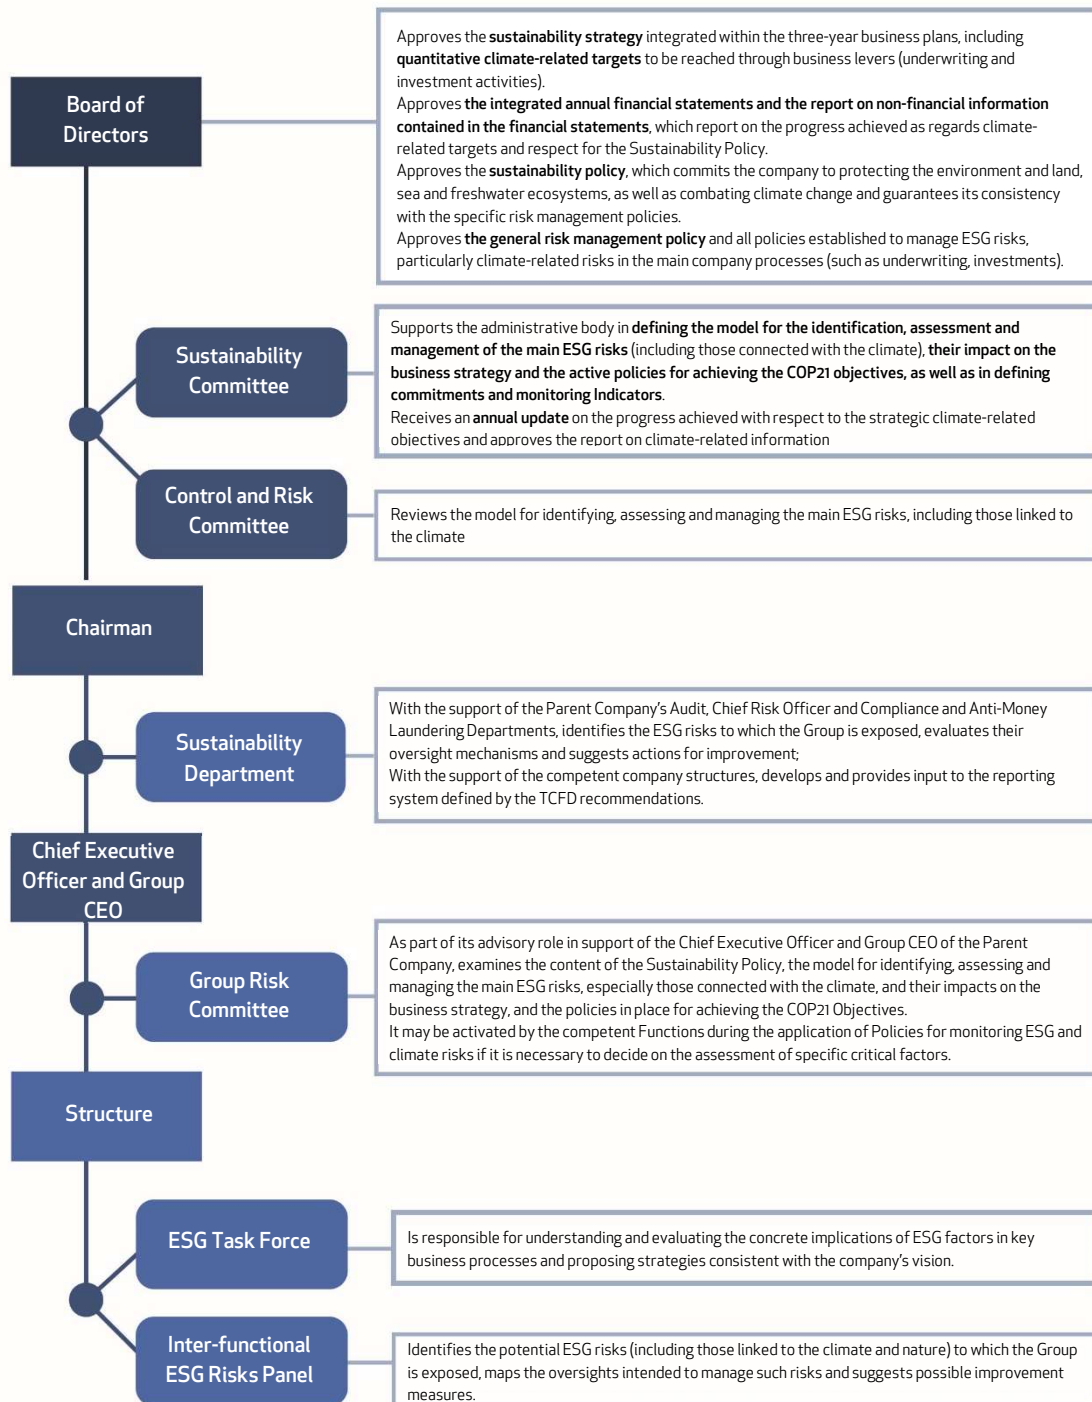 Board of
Directors
Approves the sustainability strategy integrated within the three-year business plans, including
quantitative climate-related targets to be reached through business levers (underwriting and
investment activities).
Approves the integrated annual financial statements and the report on non-financial information
contained in the financial statements, which report on the progress achieved as regards climate-
related targets and respect for the Sustainability Policy.
Approves the sustainability policy, which commits the company to protecting the environment and land,
sea and freshwater ecosystems, as well as combating climate change and guarantees its consistency
with the specific risk management policies.
Approves the general risk management policy and all policies established to manage ESG risks,
particularly climate-related risks in the main company processes (such as underwriting, investments).
Sustainability
Committee
Supports the administrative body in defining the model for the identification, assessment and
management of the main ESG risks (including those connected with the climate), their impact on the
business strategy and the active policies for achieving the COP21 objectives, as well as in defining
commitments and monitoring Indicators.
Receives an annual update on the progress achieved with respect to the strategic climate-related
objectives and approves the report on climate-related information
Control and Risk
Committee
Reviews the model for identifying, assessing and managing the main ESG risks, including those linked to
the climate
Chairman
Sustainability
Department
With the support of the Parent Company's Audit, Chief Risk Officer and Compliance and Anti-Money
Laundering Departments, identifies the ESG risks to which the Group is exposed, evaluates their
oversight mechanisms and suggests actions for improvement;
With the support of the competent company structures, develops and provides input to the reporting
system defined by the TCFD recommendations.
Chief Executive
Officer and Group
CEO
Group Risk
Committee
As part of its advisory role in support of the Chief Executive Officer and Group CEO of the Parent
Company, examines the content of the Sustainability Policy, the model for identifying, assessing and
managing the main ESG risks, especially those connected with the climate, and their impacts on the
business strategy, and the policies in place for achieving the COP21 Objectives.
It may be activated by the competent Functions during the application of Policies for monitoring ESG and
climate risks if it is necessary to decide on the assessment of specific critical factors.
Structure
ESG Task Force
Is responsible for understanding and evaluating the concrete implications of ESG factors in key
business processes and proposing strategies consistent with the company's vision.
Inter-functional
ESG Risks Panel
Identifies the potential ESG risks (including those linked to the climate and nature) to which the Group
is exposed, maps the oversights intended to manage such risks and suggests possible improvement
measures.